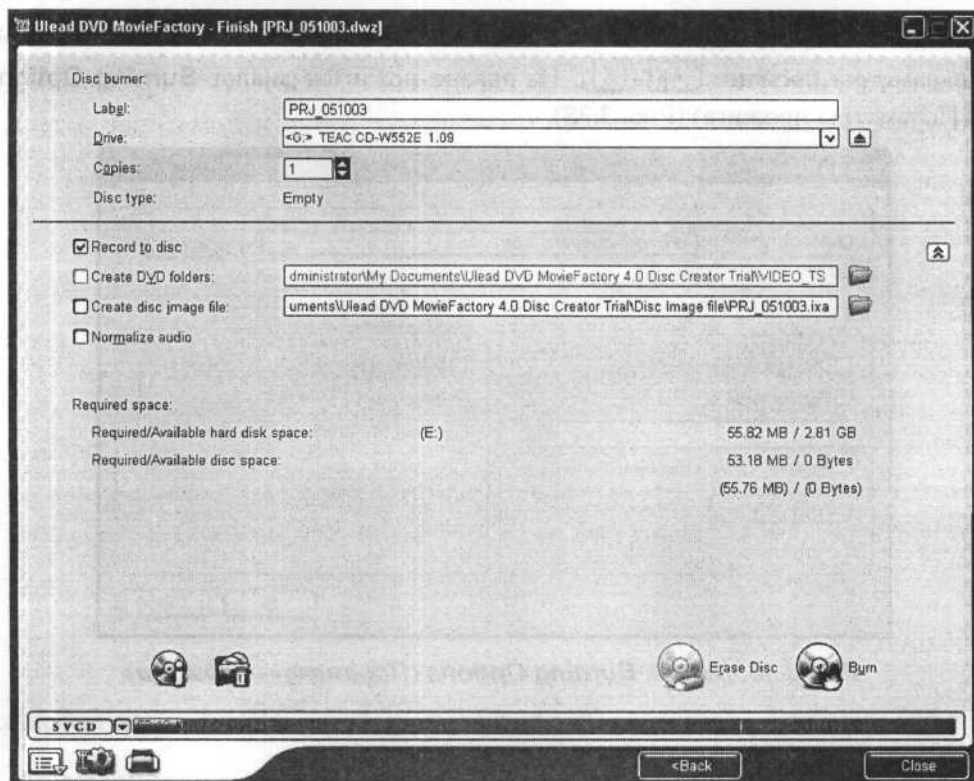 Ulead DVD MovieFactory - Finish [PRJ_051003.dwz]
Disc burner:
Label: PRJ_051003
Drive: <G:> TEAC CD-W552E 1.09
Copies: 1
Disc type: Empty
Record to disc
Create DVD folders: dministrator\My Documents\Ulead DVD MovieFactory 4.0 Disc Creator Trial\VIDEO_TS
Create disc image file: uments\Ulead DVD MovieFactory 4.0 Disc Creator Trial\Disc Image file\PRJ_051003.ixa
Normalize audio
Required space:
Required/Available hard disk space: (E:) 55.82 MB / 2.81 GB
Required/Available disc space: 53.18 MB / 0 Bytes
(55.76 MB) / (0 Bytes)
Erase Disc Burn
SVCD
<Back Close